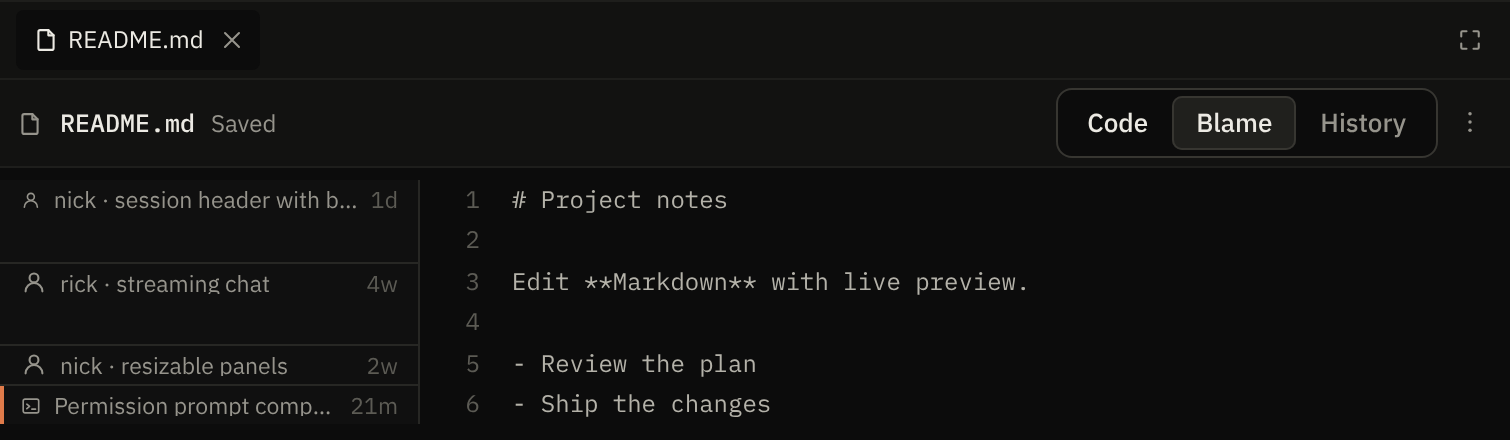 README.md
README.md Saved Code Blame History
nick · session header with b... 1d 1 # Project notes
2
rick · streaming chat 4w 3 Edit **Markdown** with live preview.
4
nick · resizable panels 2w 5 - Review the plan
Permission prompt comp... 21m 6 - Ship the changes